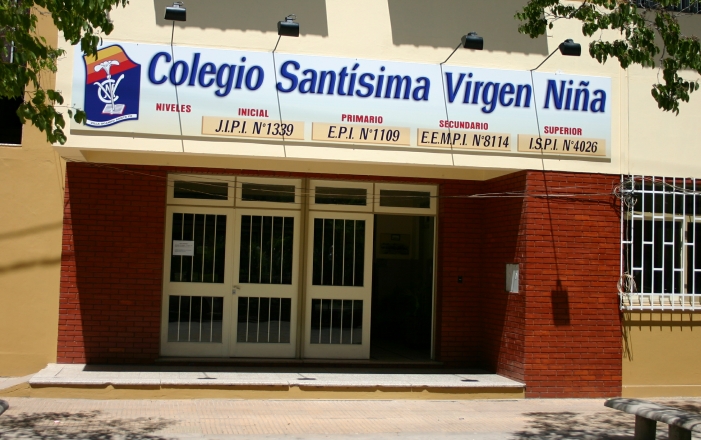 Colegio Santísima Virgen Niña
NIVELES
INICIAL PRIMARIO SECUNDARIO SUPERIOR
J.I.P.I. N°1339 E.P.I. N°1109 E.E.M.P.I. N°8114 I.S.P.I. N°4026